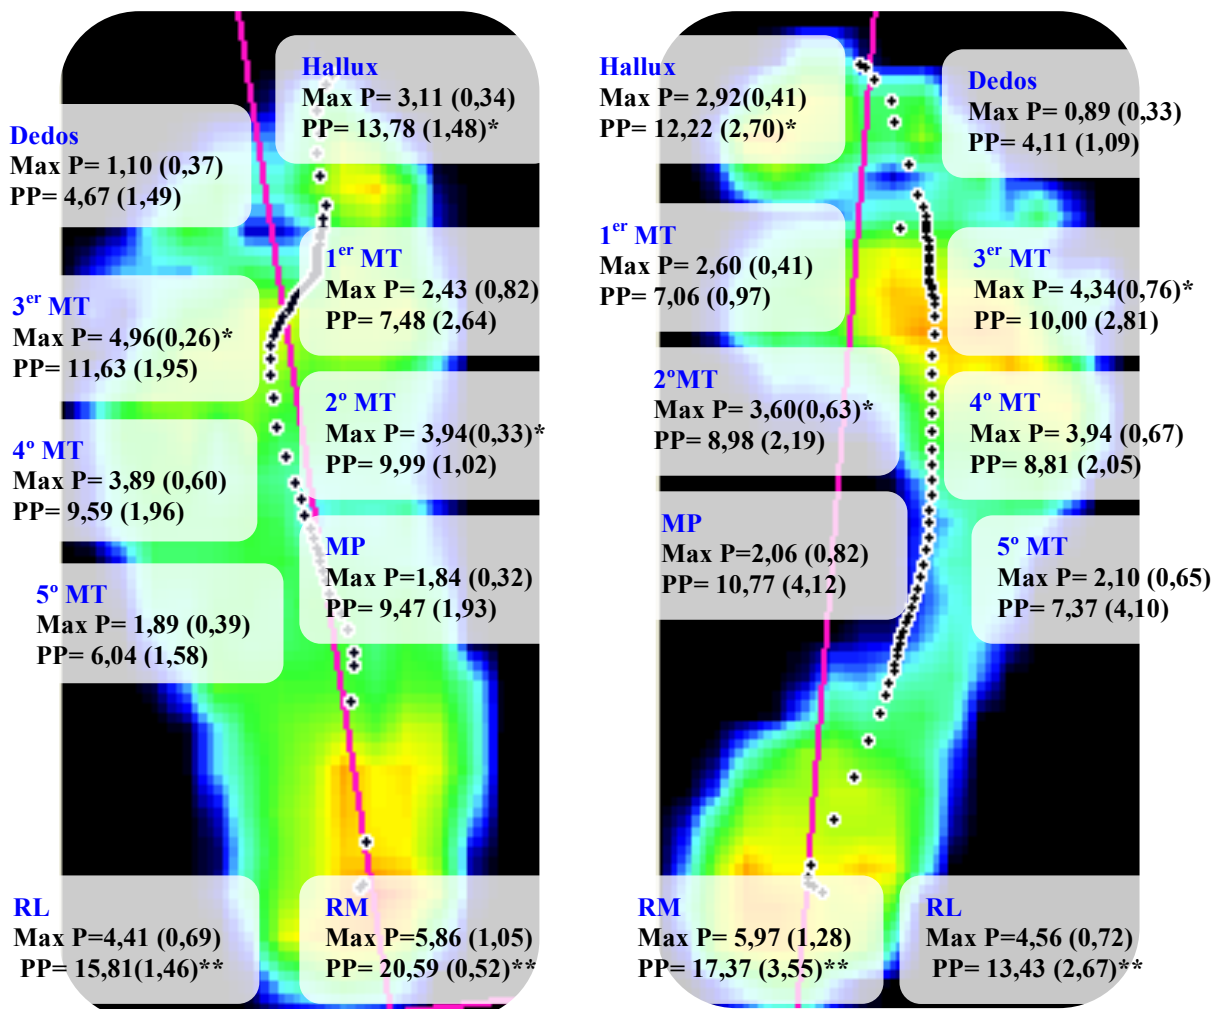 Hallux
Max P= 3,11 (0,34)
PP= 13,78 (1,48)*
Dedos
Max P= 1,10 (0,37)
PP= 4,67 (1,49)
1er MT
Max P= 2,43 (0,82)
PP= 7,48 (2,64)
3er MT
Max P= 4,96(0,26)*
PP= 11,63 (1,95)
2º MT
Max P= 3,94(0,33)*
PP= 9,99 (1,02)
4º MT
Max P= 3,89 (0,60)
PP= 9,59 (1,96)
MP
Max P=1,84 (0,32)
PP= 9,47 (1,93)
5º MT
Max P= 1,89 (0,39)
PP= 6,04 (1,58)
RL
Max P=4,41 (0,69)
PP= 15,81(1,46)**
RM
Max P=5,86 (1,05)
PP= 20,59 (0,52)**
Hallux
Max P= 2,92(0,41)
PP= 12,22 (2,70)*
Dedos
Max P= 0,89 (0,33)
PP= 4,11 (1,09)
1er MT
Max P= 2,60 (0,41)
PP= 7,06 (0,97)
3er MT
Max P= 4,34(0,76)*
PP= 10,00 (2,81)
2ºMT
Max P= 3,60(0,63)*
PP= 8,98 (2,19)
4º MT
Max P= 3,94 (0,67)
PP= 8,81 (2,05)
MP
Max P=2,06 (0,82)
PP= 10,77 (4,12)
5º MT
Max P= 2,10 (0,65)
PP= 7,37 (4,10)
RM
Max P= 5,97 (1,28)
PP= 17,37 (3,55)**
RL
Max P=4,56 (0,72)
PP= 13,43 (2,67)**